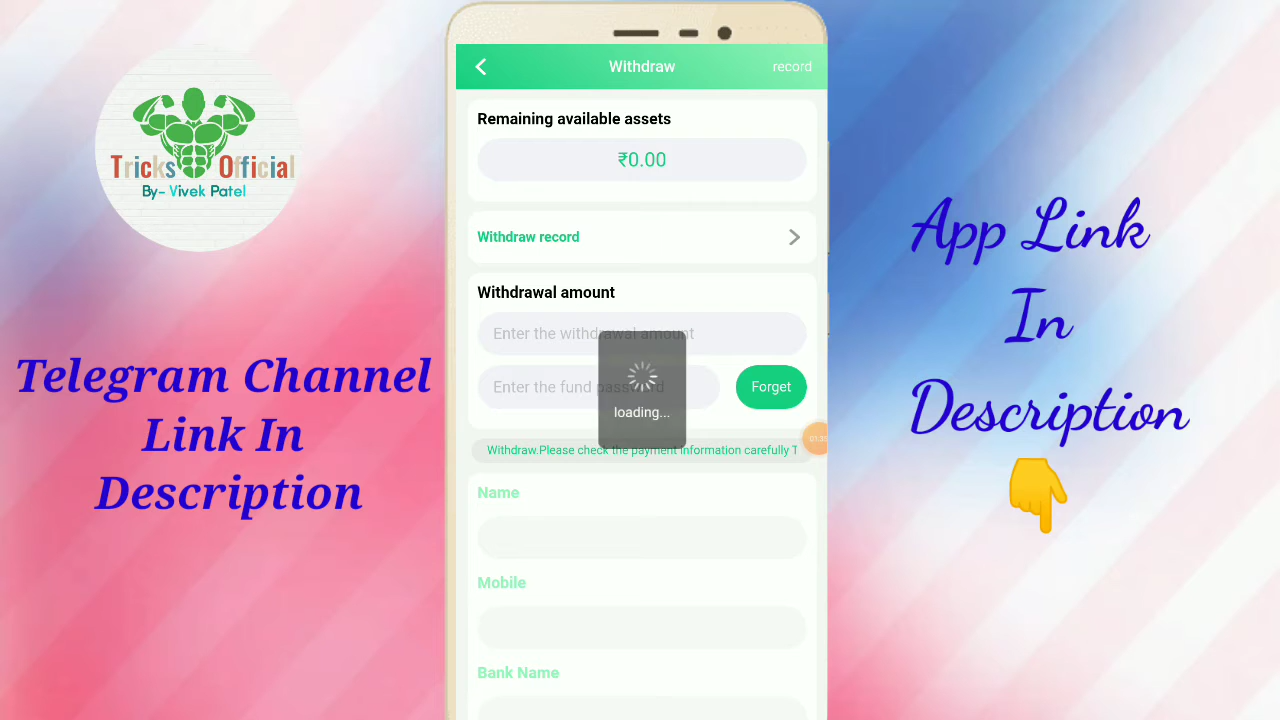 Tricks Official
By- Vivek Patel
Telegram Channel
Link In
Description
Withdraw
record
Remaining available assets
₹0.00
Withdraw record
Withdrawal amount
Enter the withdrawal amount
Enter the fund password
Forget
loading...
Withdraw.Please check the payment information carefully T
01:35
Name
Mobile
Bank Name
App Link
In
Description